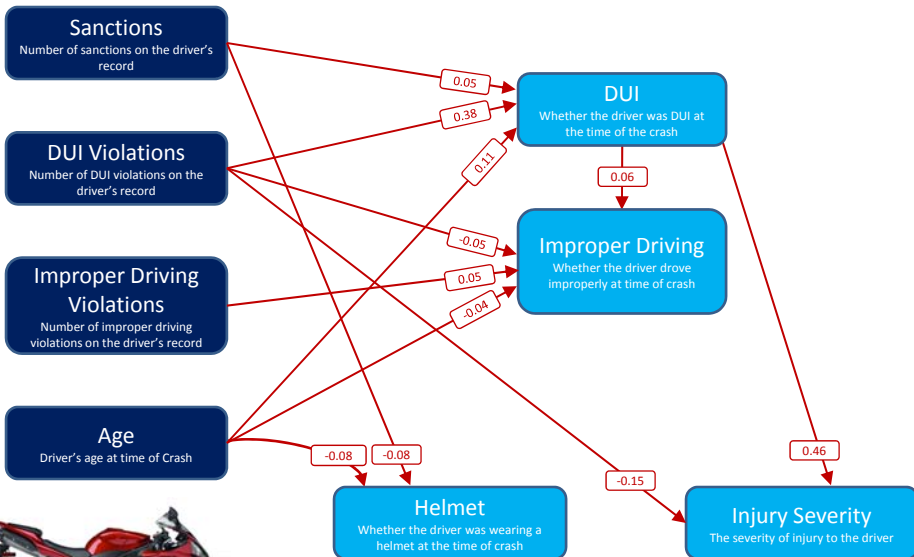 Sanctions
Number of sanctions on the driver's
record
DUI Violations
Number of DUI violations on the
driver's record
Improper Driving
Violations
Number of improper driving
violations on the driver's record
Age
Driver's age at time of Crash
0.05
0.38
0.11
-0.05
0.05
-0.04
DUI
Whether the driver was DUI at
the time of the crash
0.06
Improper Driving
Whether the driver drove
improperly at time of crash
-0.08
-0.08
-0.15
0.46
Helmet
Whether the driver was wearing a
helmet at the time of crash
Injury Severity
The severity of injury to the driver